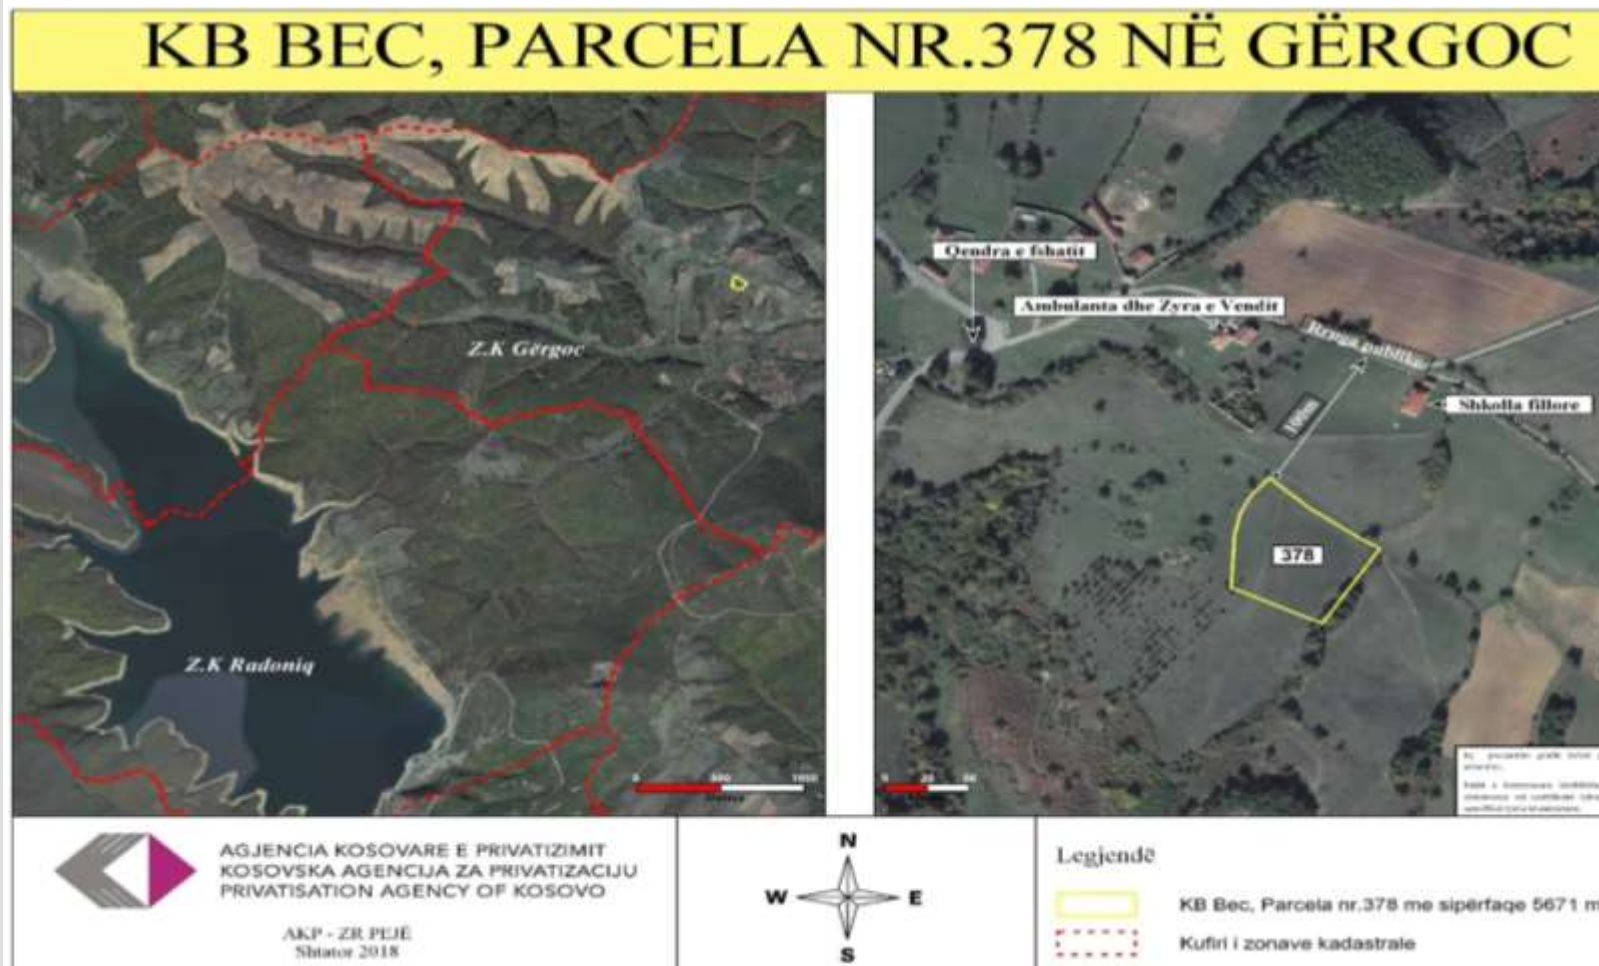 KB BEC, PARCELA NR.378 NË GËRGOC
Z.K Gërgoc
Z.K Radoniq
Qendra e fshatit
Ambulanta dhe Zyra e Vendit
Rruga publike
100m
Shkolla fillore
378
AGJENCIA KOSOVARE E PRIVATIZIMIT
KOSOVSKA AGENCIJA ZA PRIVATIZACIJU
PRIVATISATION AGENCY OF KOSOVO
AKP - ZR PEJË
Shtator 2018
N
W E
S
Legjendë
KB Bec, Parcela nr.378 me sipërfaqe 5671 m
Kufiri i zonave kadastrale